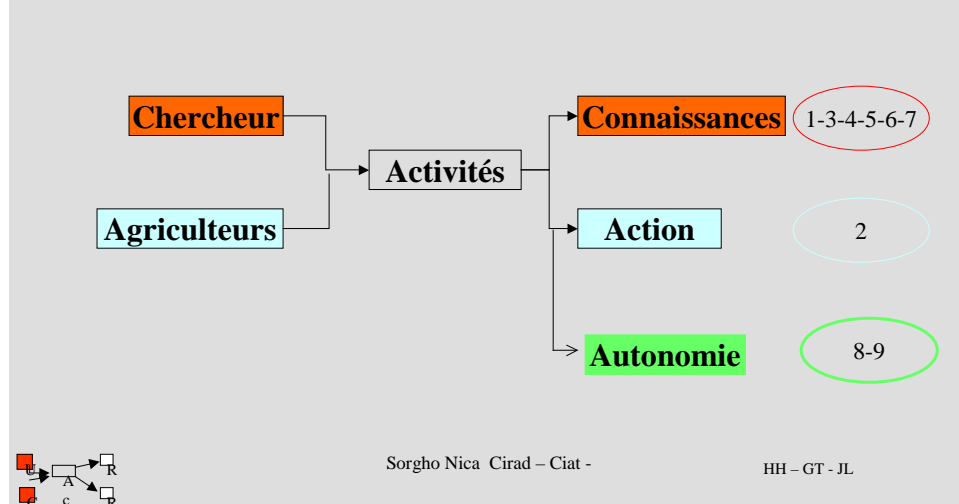 Chercheur
Connaissances
1-3-4-5-6-7
Activités
Agriculteurs
Action
2
Autonomie
8-9
Sorgho Nica Cirad – Ciat -
HH – GT - JL
R
A
R